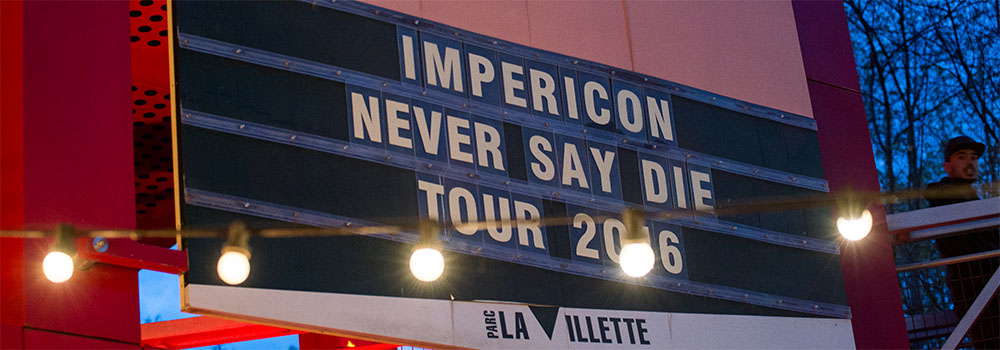 IMPERICON
NEVER SAY DIE
TOUR 2016
PARC LA VILLETTE